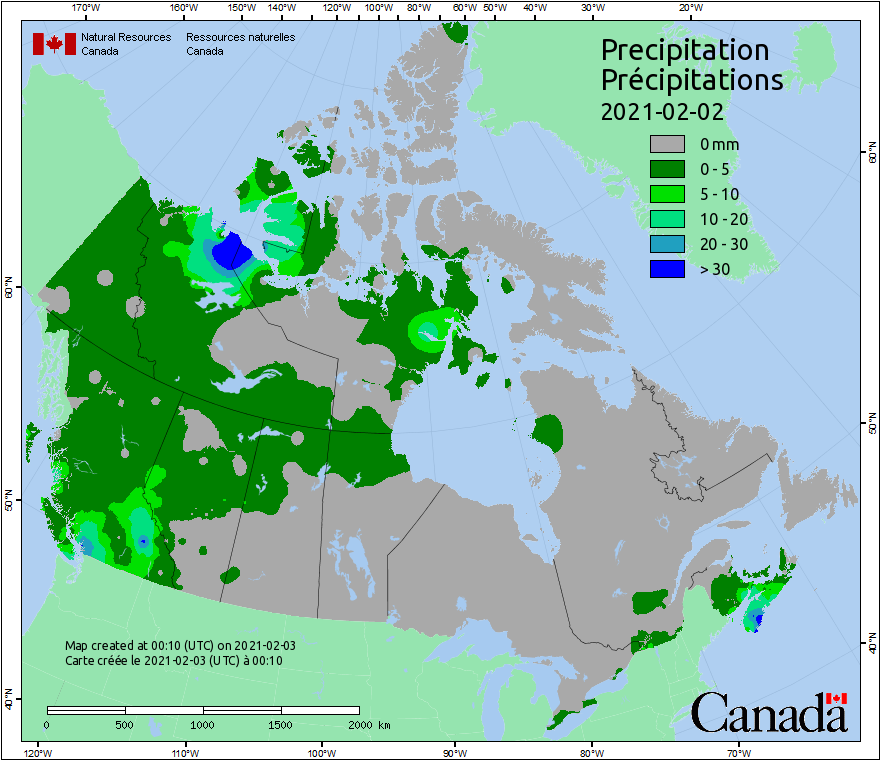 170°W 160°W 150°W 140°W 130°W 120°W 110°W 100°W 90°W 80°W 70°W 60°W 50°W 40°W 30°W 20°W
Natural Resources Ressources naturelles
Canada Canada
Precipitation
Précipitations
2021-02-02
0 mm
0 - 5
5 - 10
10 - 20
20 - 30
> 30
60°N 60°N
50°N 50°N
40°N 40°N
Map created at 00:10 (UTC) on 2021-02-03
Carte créée le 2021-02-03 (UTC) à 00:10
0 500 1000 1500 2000 km
Canada
120°W 110°W 100°W 90°W 80°W 70°W